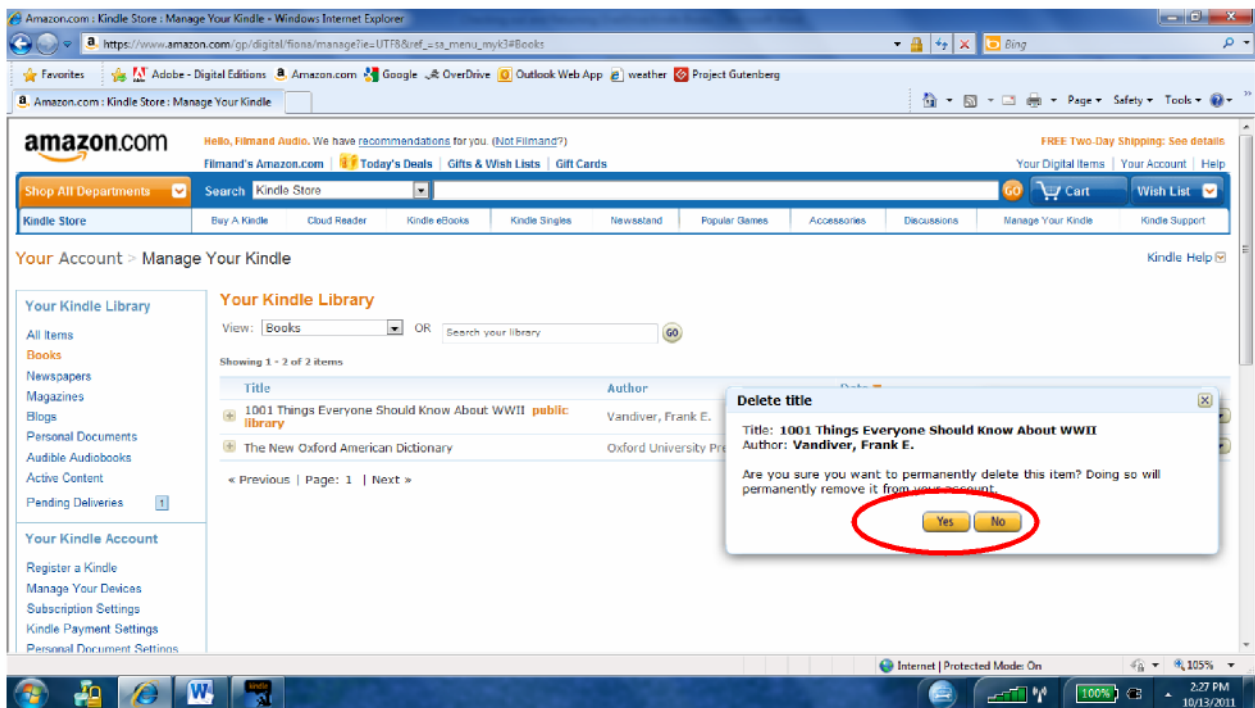 Amazon.com : Kindle Store : Manage Your Kindle - Windows Internet Explorer
https://www.amazon.com/gp/digital/fiona/manage?ie=UTF8&ref_=sa_menu_myk3#Books
Bing
Favorites Adobe - Digital Editions Amazon.com Google OverDrive Outlook Web App weather Project Gutenberg
Amazon.com : Kindle Store : Manage Your Kindle
Page Safety Tools
amazon.com
Hello, Filmand Audio. We have recommendations for you. (Not Filmand?)
FREE Two-Day Shipping: See details
Filmand's Amazon.com | Today's Deals | Gifts & Wish Lists | Gift Cards
Your Digital Items | Your Account | Help
Shop All Departments Search Kindle Store GO Cart Wish List
Kindle Store Buy A Kindle Cloud Reader Kindle eBooks Kindle Singles Newsstand Popular Games Accessories Discussions Manage Your Kindle Kindle Support
Your Account > Manage Your Kindle
Kindle Help
Your Kindle Library
All Items
Books
Newspapers
Magazines
Blogs
Personal Documents
Audible Audiobooks
Active Content
Pending Deliveries 1
Your Kindle Account
Register a Kindle
Manage Your Devices
Subscription Settings
Kindle Payment Settings
Personal Document Settings
Your Kindle Library
View: Books OR Search your library GO
Showing 1 - 2 of 2 items
Title Author Date
1001 Things Everyone Should Know About WWII public
library
Vandiver, Frank E.
The New Oxford American Dictionary Oxford University Pre
« Previous | Page: 1 | Next »
Delete title
Title: 1001 Things Everyone Should Know About WWII
Author: Vandiver, Frank E.
Are you sure you want to permanently delete this item? Doing so will
permanently remove it from your account.
Yes No
Internet | Protected Mode: On 105%
kindle
100%
2:27 PM
10/13/2011